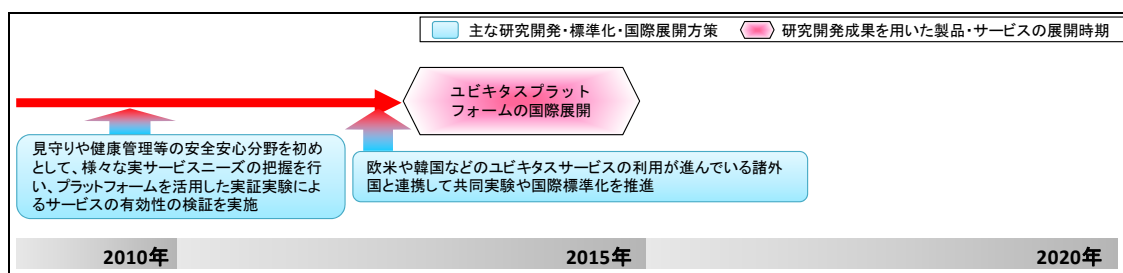 主な研究開発・標準化・国際展開方策
研究開発成果を用いた製品・サービスの展開時期
ユビキタスプラット
フォームの国際展開
見守りや健康管理等の安全安心分野を初め
として、様々な実サービスニーズの把握を行
い、プラットフォームを活用した実証実験によ
るサービスの有効性の検証を実施
欧米や韓国などのユビキタスサービスの利用が進んでいる諸外
国と連携して共同実験や国際標準化を推進
2010年
2015年
2020年